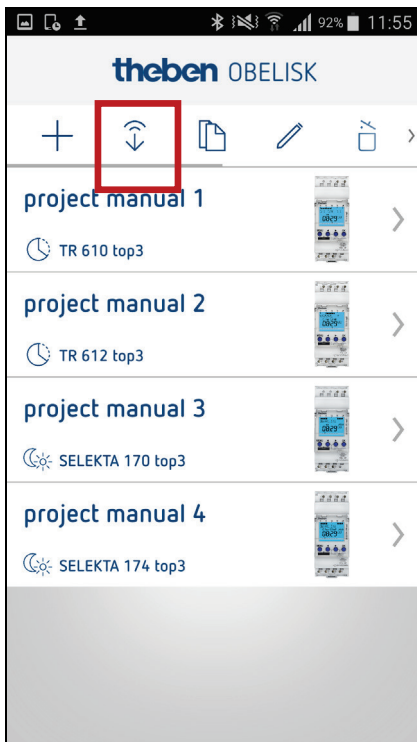 92% 11:55
theben OBELISK
project manual 1
TR 610 top3
project manual 2
TR 612 top3
project manual 3
SELEKTA 170 top3
project manual 4
SELEKTA 174 top3